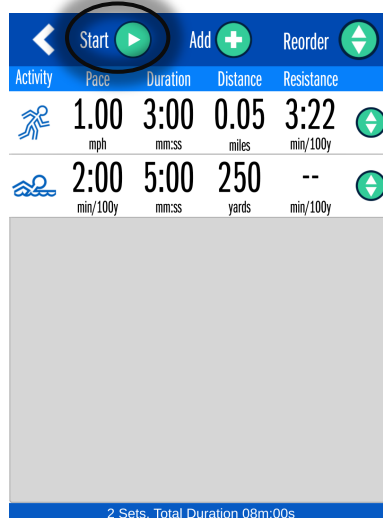 Start Add Reorder
Activity Pace Duration Distance Resistance
1.00 3:00 0.05 3:22
mph mm:ss miles min/100y
2:00 5:00 250 --
min/100y mm:ss yards min/100y
2 Sets, Total Duration 08m:00s